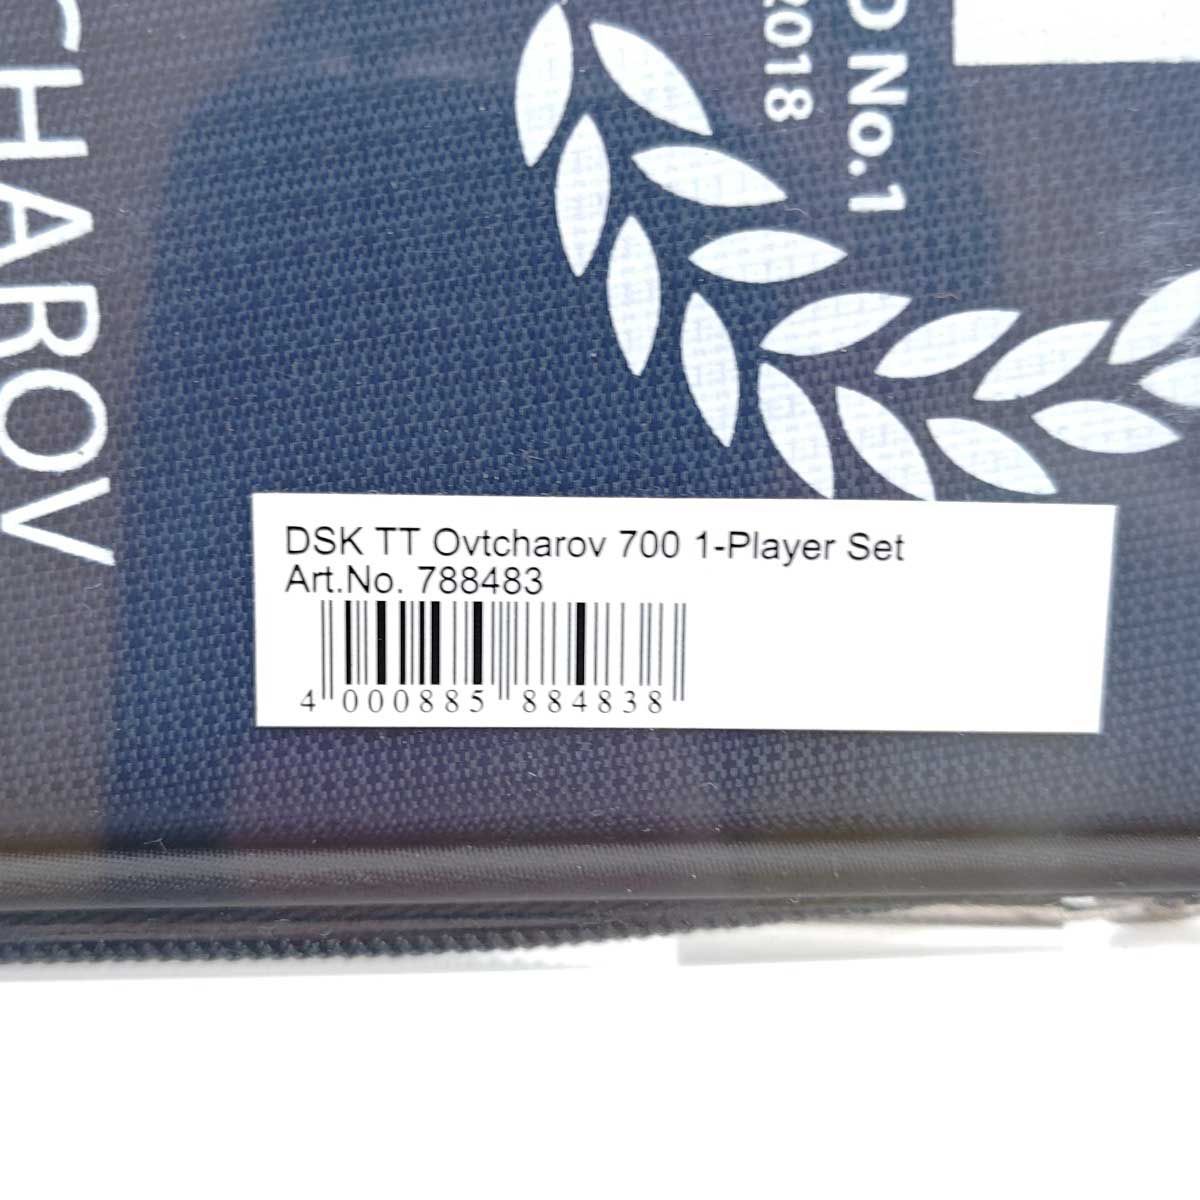 CHAROV
D No.1
2018
DSK TT Ovtcharov 700 1-Player Set
Art.No. 788483
4 000885 884838